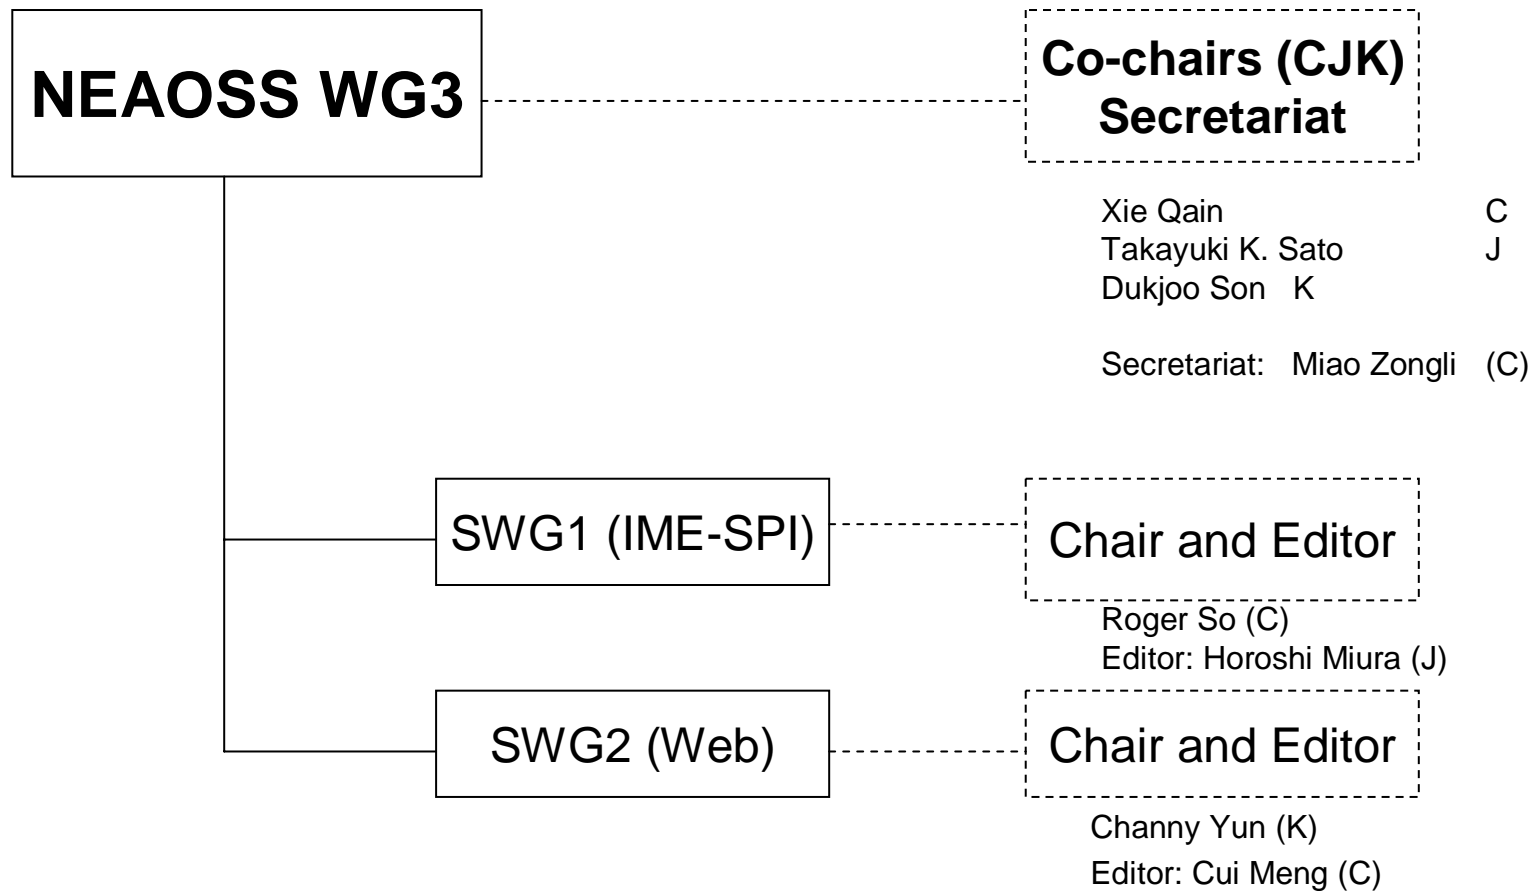 NEAOSS WG3
Co-chairs (CJK)
Secretariat
Xie Qain C
Takayuki K. Sato J
Dukjoo Son K
Secretariat: Miao Zongli (C)
SWG1 (IME-SPI)
Chair and Editor
Roger So (C)
Editor: Horoshi Miura (J)
SWG2 (Web)
Chair and Editor
Channy Yun (K)
Editor: Cui Meng (C)